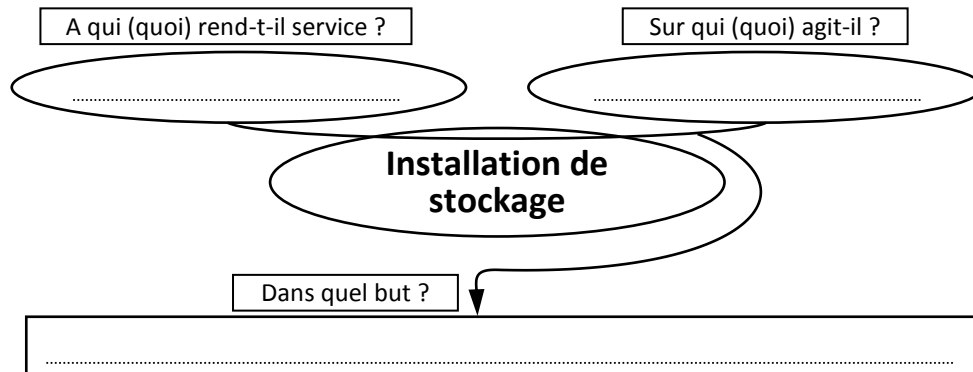 A qui (quoi) rend-t-il service ?
Sur qui (quoi) agit-il ?
Installation de
stockage
Dans quel but ?